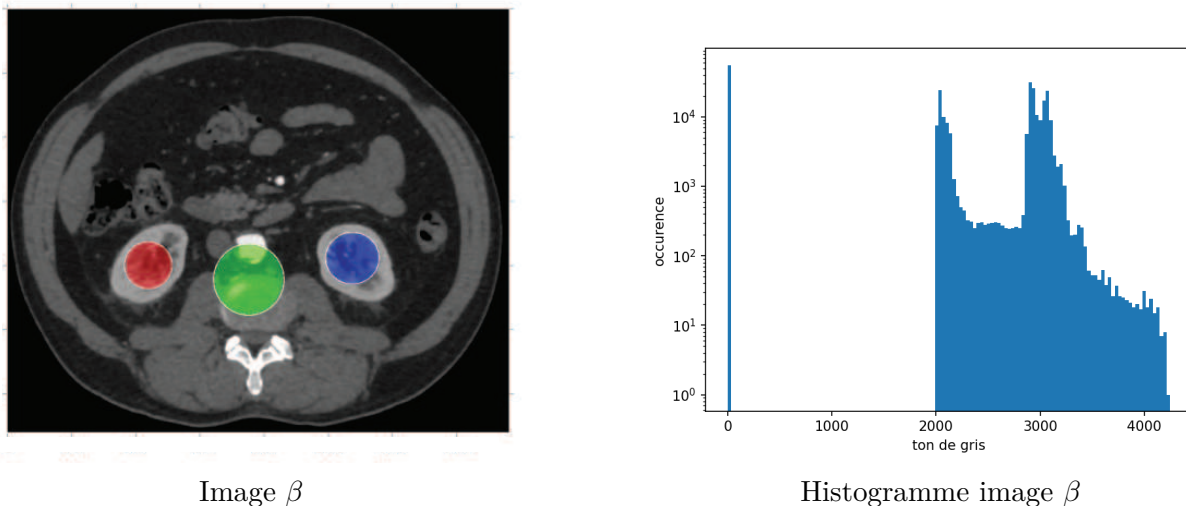 10⁴
10³
10²
10¹
10⁰
occurence
0 1000 2000 3000 4000
ton de gris
Image β
Histogramme image β